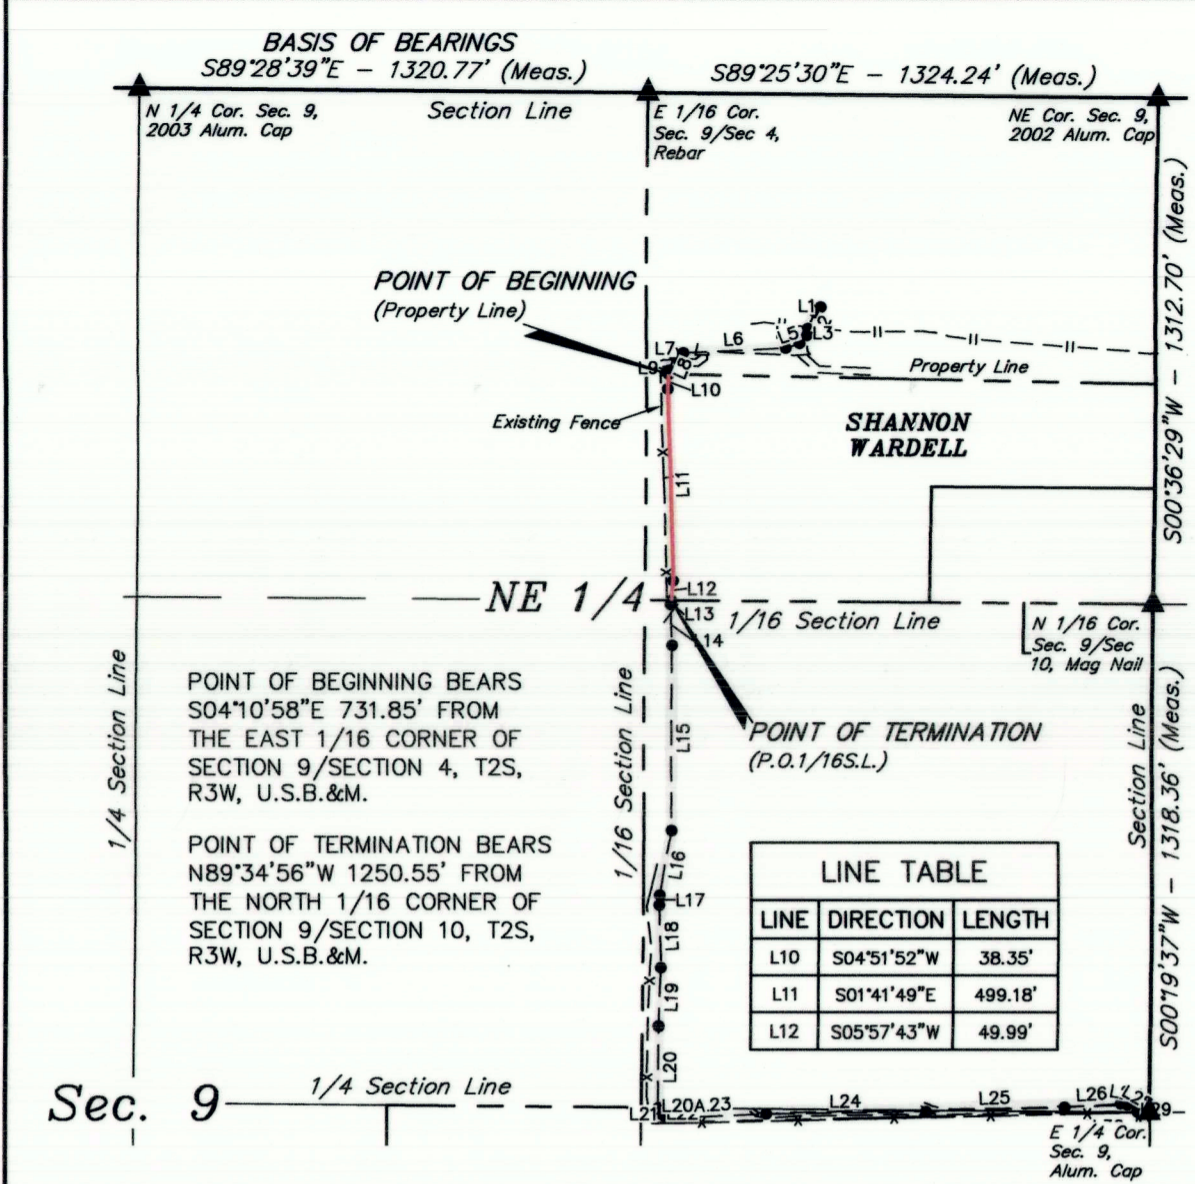 BASIS OF BEARINGS
S89°28'39"E - 1320.77' (Meas.)
S89°25'30"E - 1324.24' (Meas.)
N 1/4 Cor. Sec. 9,
2003 Alum. Cap
Section Line
E 1/16 Cor.
Sec. 9/Sec 4,
Rebar
NE Cor. Sec. 9,
2002 Alum. Cap
S00°36'29"W - 1312.70' (Meas.)
POINT OF BEGINNING
(Property Line)
L1
L3
L5
L6
L7
L8
L9
L10
Property Line
Existing Fence
SHANNON
WARDELL
L11
L12
NE 1/4
L13
1/16 Section Line
L14
N 1/16 Cor.
Sec. 9/Sec
10, Mag Nail
1/4 Section Line
1/16 Section Line
POINT OF BEGINNING BEARS
S04°10'58"E 731.85' FROM
THE EAST 1/16 CORNER OF
SECTION 9/SECTION 4, T2S,
R3W, U.S.B.&M.
L15
POINT OF TERMINATION
(P.O.1/16S.L.)
Section Line
S00°19'37"W - 1318.36' (Meas.)
POINT OF TERMINATION BEARS
N89°34'56"W 1250.55' FROM
THE NORTH 1/16 CORNER OF
SECTION 9/SECTION 10, T2S,
R3W, U.S.B.&M.
L16
L17
L18
L19
L20
LINE TABLE
LINE DIRECTION LENGTH
L10 S04°51'52"W 38.35'
L11 S01°41'49"E 499.18'
L12 S05°57'43"W 49.99'
Sec. 9
1/4 Section Line
L21
L20A
23
L22
L24
L25
L26
29
E 1/4 Cor.
Sec. 9,
Alum. Cap